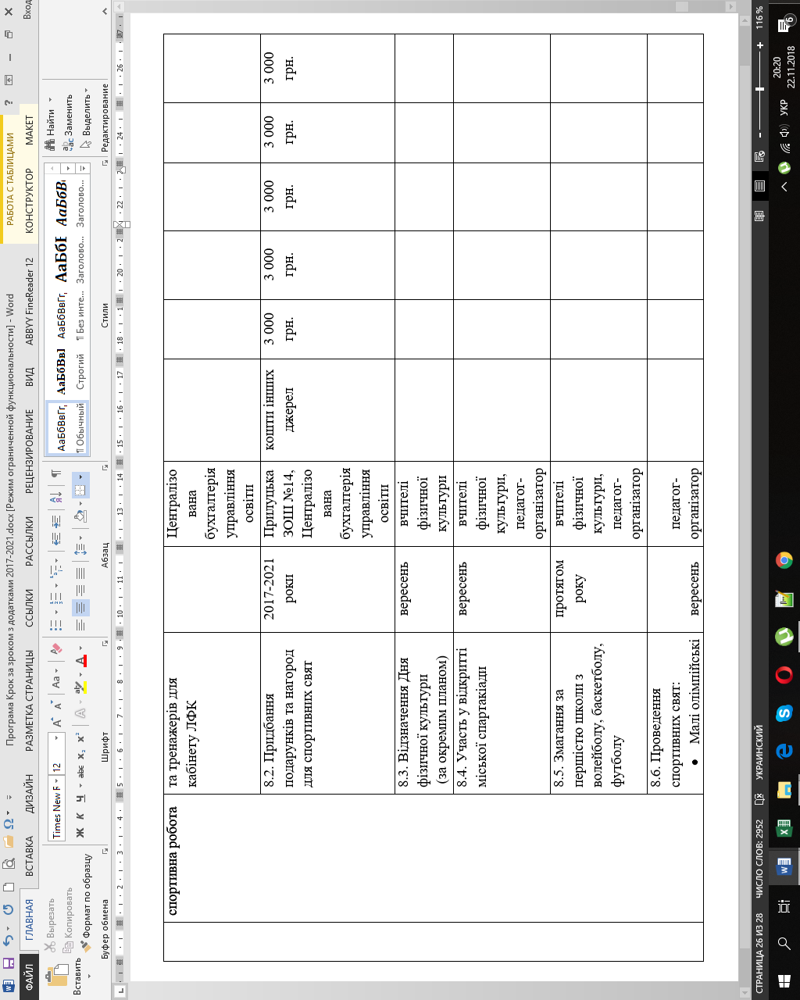 Програма Крок за зроком з додатками 2017-2021.docx [Режим ограниченной функциональности] - Word
РАБОТА С ТАБЛИЦАМИ
Вход
ФАЙЛ
ГЛАВНАЯ
ВСТАВКА
ДИЗАЙН
РАЗМЕТКА СТРАНИЦЫ
ССЫЛКИ
РАССЫЛКИ
РЕЦЕНЗИРОВАНИЕ
ВИД
ABBYY FineReader 12
КОНСТРУКТОР
МАКЕТ
Вставить
Вырезать
Копировать
Формат по образцу
Буфер обмена
Times New F
12
Ж К Ч abc x₂ x²
Шрифт
Абзац
АаБбВвГг,
¶ Обычный
АаБбВвІ
Строгий
АаБбВвГг,
¶ Без инте...
АаБбІ
Заголово...
АаБбВ
Заголово...
Стили
Найти
Заменить
Выделить
Редактирование
спортивна робота
та тренажерів для
кабінету ЛФК
Централізо
вана
бухгалтерія
управління
освіти
8.2. Придбання
подарунків та нагород
для спортивних свят
2017-2021
роки
Прилуцька
ЗОШ №14,
Централізо
вана
бухгалтерія
управління
освіти
кошти інших
джерел
3 000
грн.
3 000
грн.
3 000
грн.
3 000
грн.
3 000
грн.
8.3. Відзначення Дня
фізичної культури
(за окремим планом)
вересень
вчителі
фізичної
культури
8.4. Участь у відкритті
міської спартакіади
вересень
вчителі
фізичної
культури,
педагог-
організатор
8.5. Змагання за
першістю школи з
волейболу, баскетболу,
футболу
протягом
року
вчителі
фізичної
культури,
педагог-
організатор
8.6. Проведення
спортивних свят:
● Малі олімпійські
вересень
педагог-
організатор
СТРАНИЦА 26 ИЗ 28
ЧИСЛО СЛОВ: 2952
УКРАИНСКИЙ
116 %
УКР
20:20
22.11.2018
6